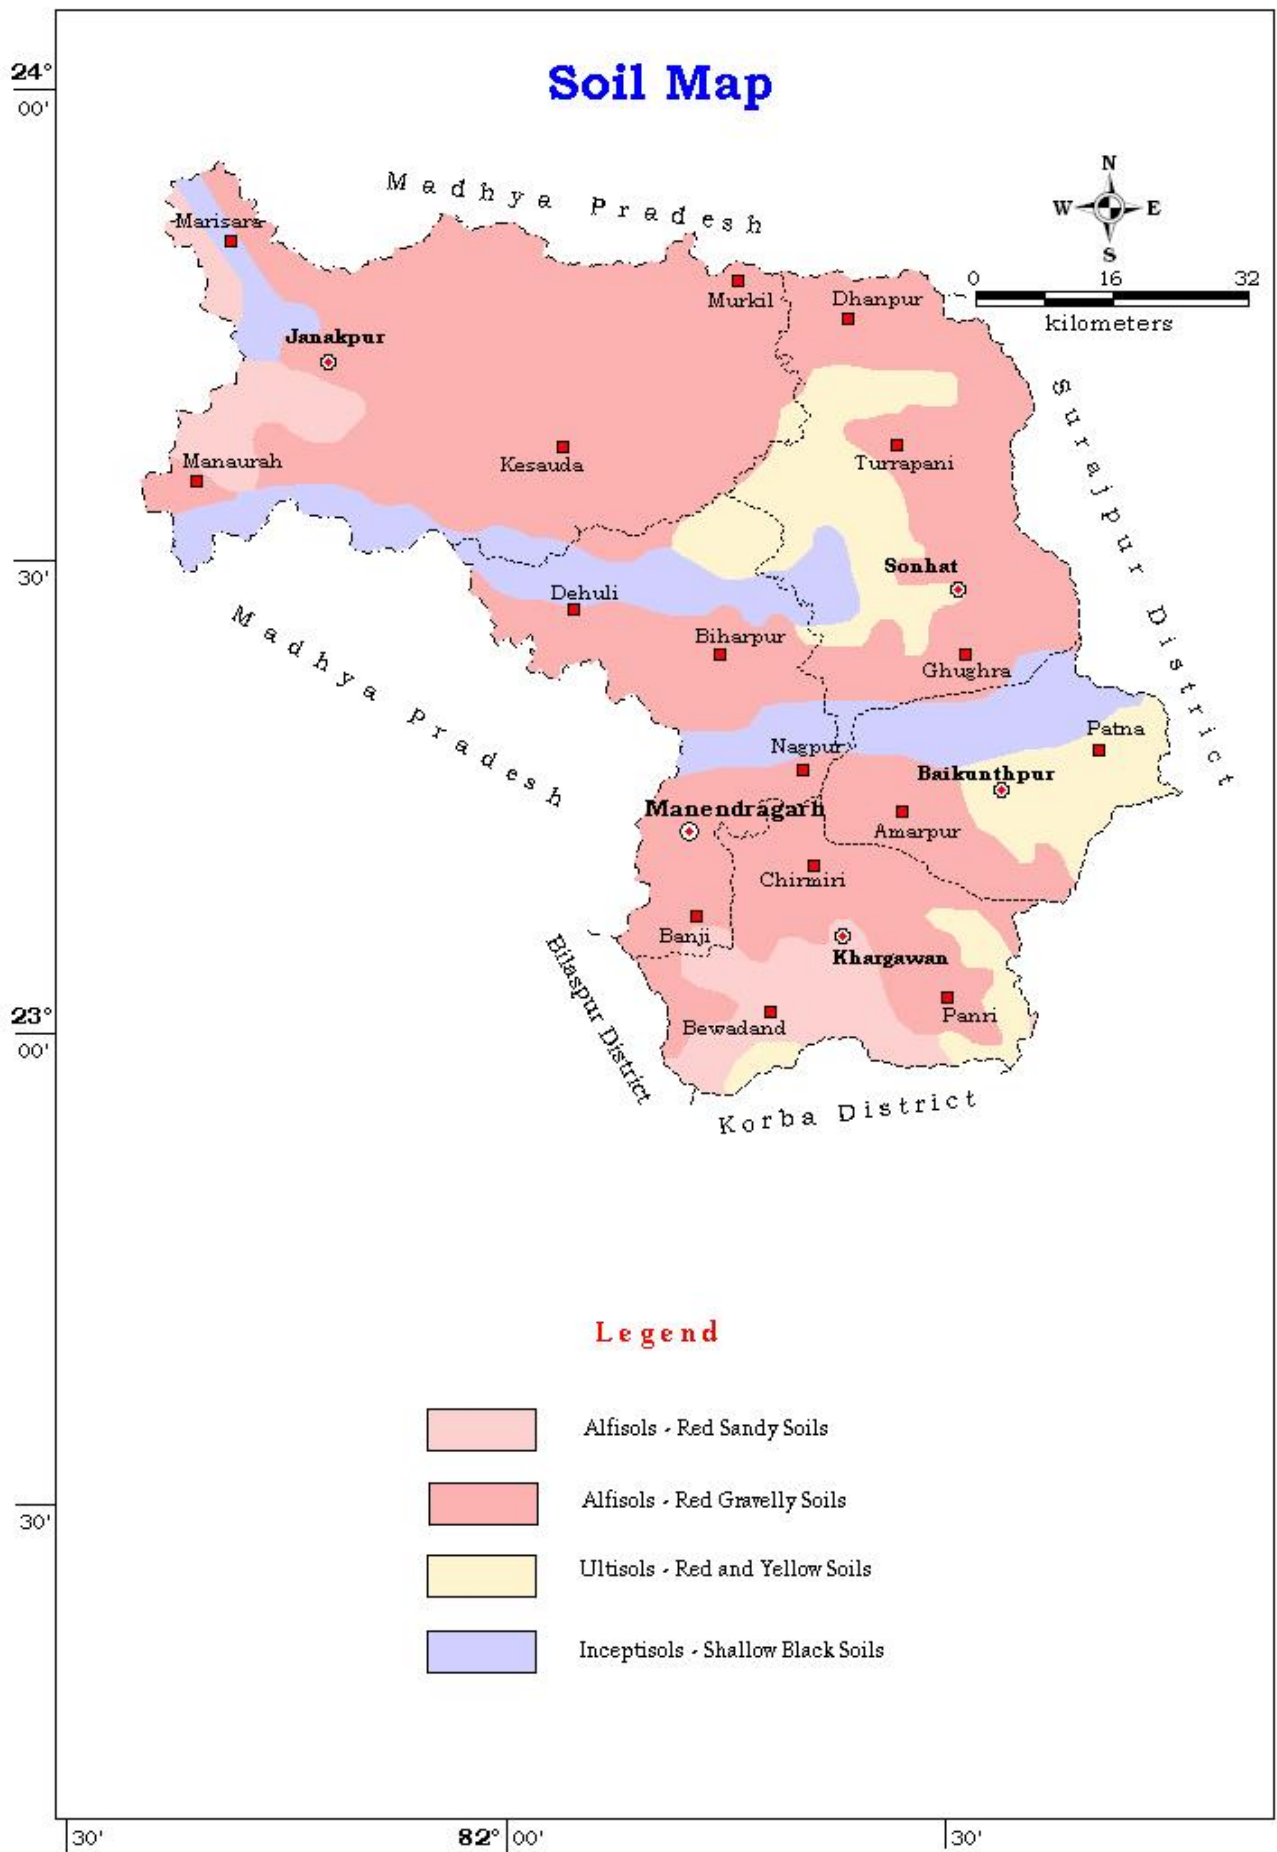 Soil Map
24°
00'
Madhya Pradesh
N
W E
S
0 16 32
kilometers
Marisara
Murkil
Dhanpur
Janakpur
Surajpur District
Manaurah
Kesauda
Turrapani
30'
Sonhat
Dehuli
Madhya Pradesh
Biharpur
Ghughra
Patna
Nagpur
Baikunthpur
Manendragarh
Amarpur
Chirmiri
Banji
Bilaspur District
Khargawan
23°
00'
Bewadand
Panri
Korba District
Legend
Alfisols - Red Sandy Soils
Alfisols - Red Gravelly Soils
30'
Ultisols - Red and Yellow Soils
Inceptisols - Shallow Black Soils
30' 82° 00' 30'